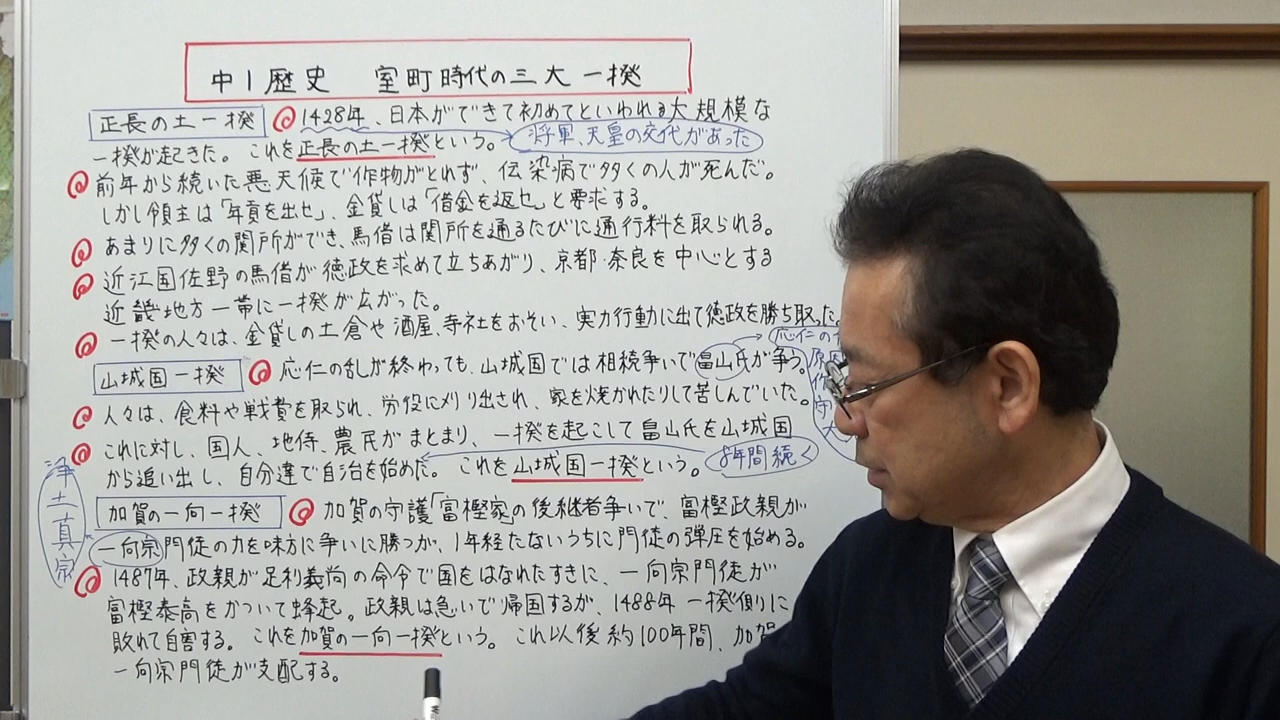 中1歴史 室町時代の三大一揆
正長の土一揆 1428年、日本ができて初めてといわれる大規模な
一揆が起きた。これを正長の土一揆という。 将軍、天皇の交代があった
前年から続いた悪天候で作物がとれず、伝染病で多くの人が死んだ。
しかし領主は「年貢を出せ」、金貸しは「借金を返せ」と要求する。
あまりに多くの関所ができ、馬借は関所を通るたびに通行料を取られる。
近江国佐野の馬借が徳政を求めて立ちあがり、京都・奈良を中心とする
近畿地方一帯に一揆が広がった。
一揆の人々は、金貸しの土倉や酒屋、寺社をおそい、実力行動に出て徳政を勝ち取った
応仁の
山城国一揆 応仁の乱が終わっても、山城国では相続争いで畠山氏が争う。
人々は、食料や戦費を取られ、労役に刈り出され、家を焼かれたりして苦しんでいた。
これに対し、国人、地侍、農民がまとまり、一揆を起こして畠山氏を山城国
から追い出し、自分達で自治を始めた。これを山城国一揆という。 8年間続く
浄土真宗
加賀の一向一揆 加賀の守護「富樫家」の後継者争いで、富樫政親が
一向宗門徒の力を味方に争いに勝つが、1年経たないうちに門徒の弾圧を始める。
1487年、政親が足利義尚の命令で国をはなれたすきに、一向宗門徒が
富樫泰高をかついで蜂起。政親は急いで帰国するが、1488年一揆側に
敗れて自害する。これを加賀の一向一揆という。これ以後約100年間、加賀
一向宗門徒が支配する。